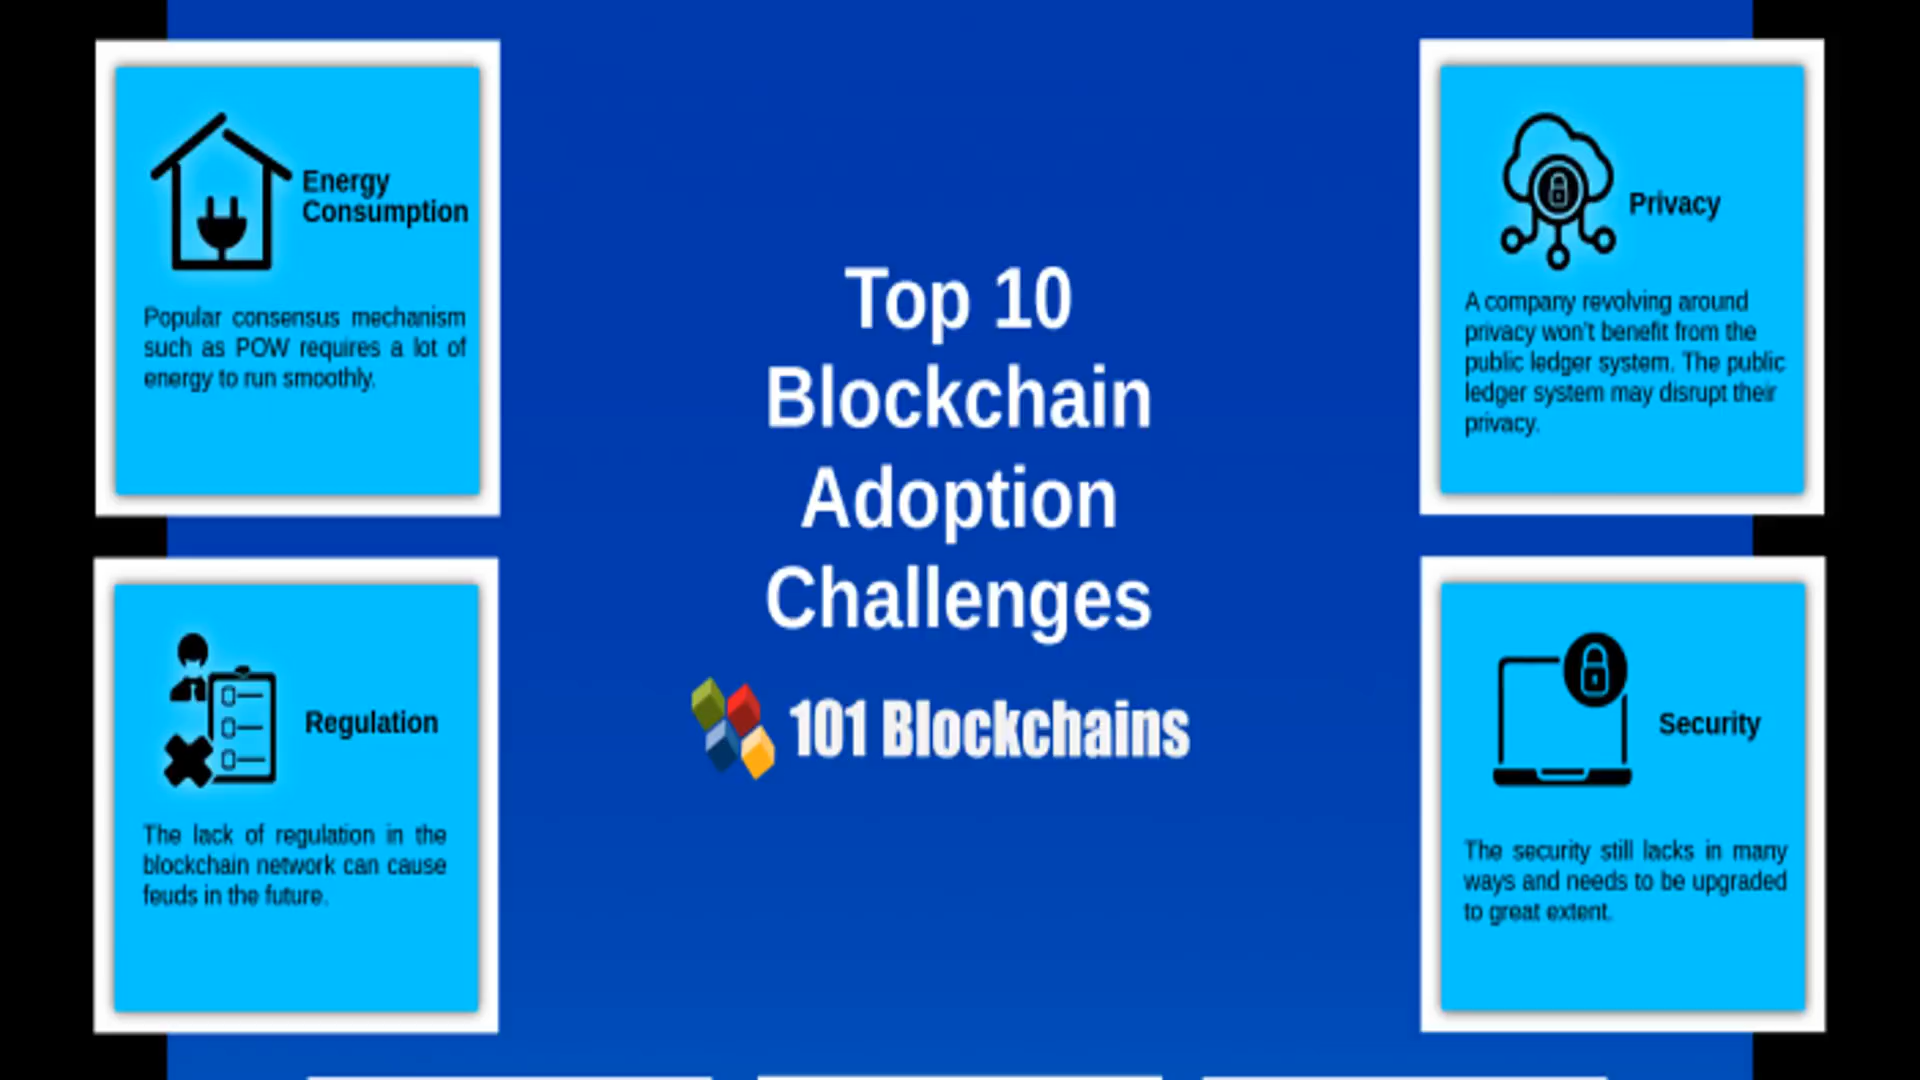 Energy
Consumption
Popular consensus mechanism
such as POW requires a lot of
energy to run smoothly.
Regulation
The lack of regulation in the
blockchain network can cause
feuds in the future.
Top 10
Blockchain
Adoption
Challenges
101 Blockchains
Privacy
A company revolving around
privacy won't benefit from the
public ledger system. The public
ledger system may disrupt their
privacy.
Security
The security still lacks in many
ways and needs to be upgraded
to great extent.